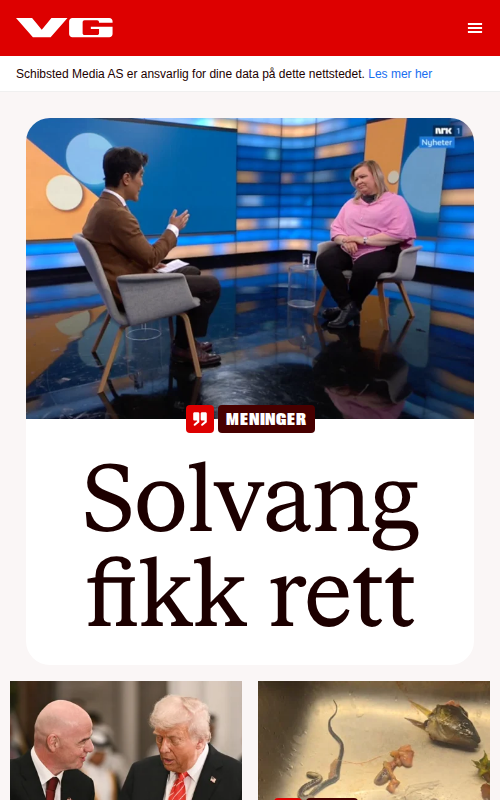 VG
Schibsted Media AS er ansvarlig for dine data på dette nettstedet. Les mer her
NRK 1
Nyheter
MENINGER
Solvang
fikk rett